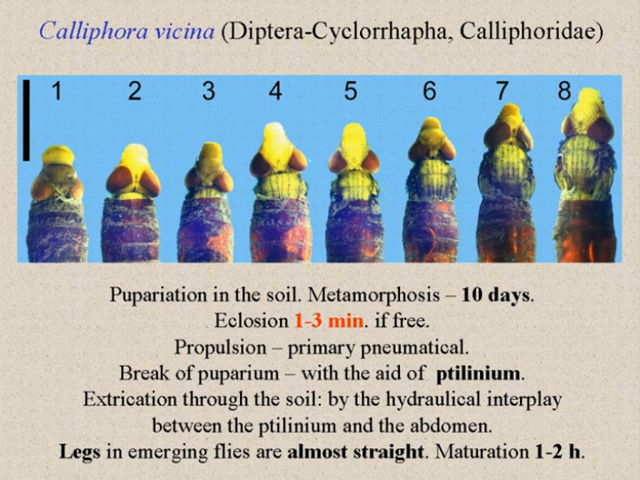 Calliphora vicina (Diptera-Cyclorrhapha, Calliphoridae)
1 2 3 4 5 6 7 8
Pupariation in the soil. Metamorphosis – 10 days.
Eclosion 1-3 min. if free.
Propulsion – primary pneumatical.
Break of puparium – with the aid of ptilinium.
Extrication through the soil: by the hydraulical interplay
between the ptilinium and the abdomen.
Legs in emerging flies are almost straight. Maturation 1-2 h.